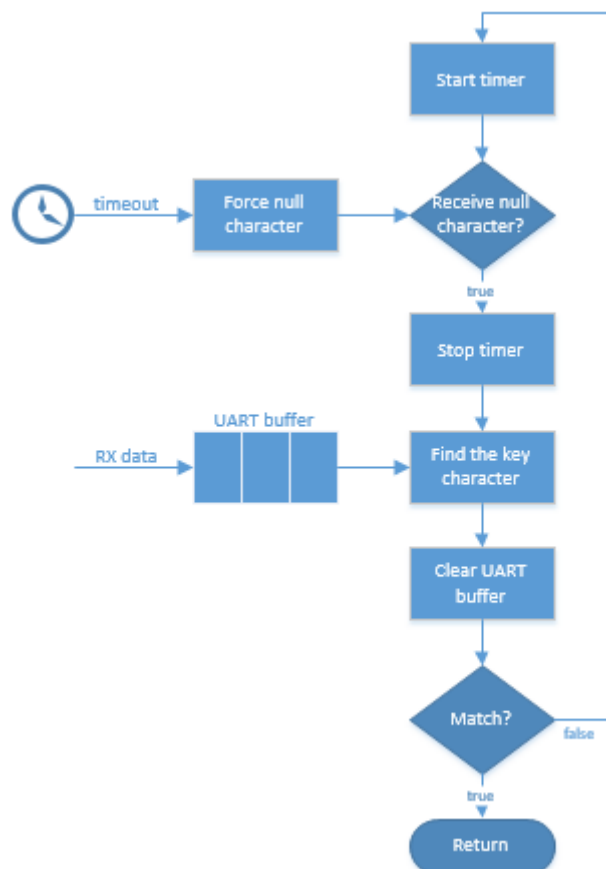 Start timer
timeout
Force null
character
Receive null
character?
true
Stop timer
UART buffer
RX data
Find the key
character
Clear UART
buffer
Match?
false
true
Return